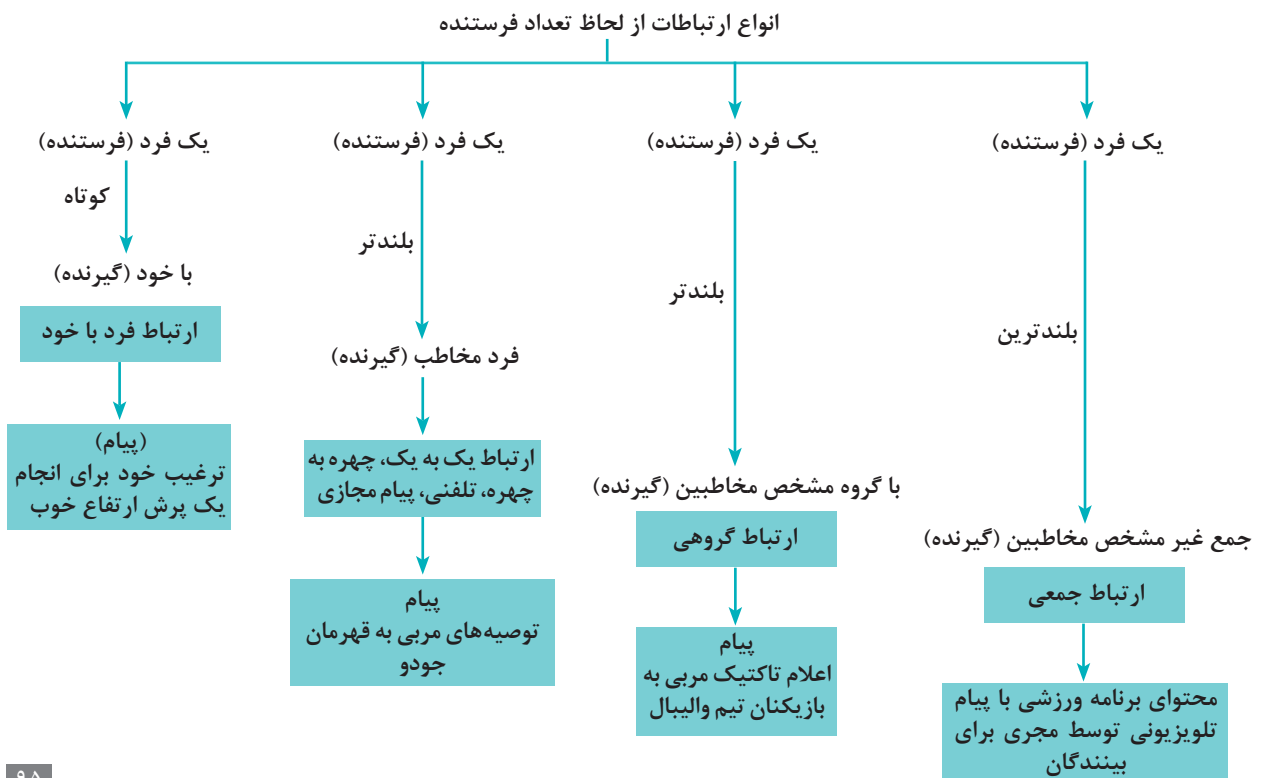 انواع ارتباطات از لحاظ تعداد فرستنده
یک فرد (فرستنده)
بلندترین
جمع غیر مشخص مخاطبین (گیرنده)
ارتباط جمعی
محتوای برنامه ورزشی با پیام
تلویزیونی توسط مجری برای
بینندگان
یک فرد (فرستنده)
بلندتر
با گروه مشخص مخاطبین (گیرنده)
ارتباط گروهی
پیام
اعلام تاکتیک مربی به
بازیکنان تیم والیبال
یک فرد (فرستنده)
بلندتر
فرد مخاطب (گیرنده)
ارتباط یک به یک، چهره به
چهره، تلفنی، پیام مجازی
پیام
توصیه‌های مربی به قهرمان
جودو
یک فرد (فرستنده)
کوتاه
با خود (گیرنده)
ارتباط فرد با خود
(پیام)
ترغیب خود برای انجام
یک پرش ارتفاع خوب
۹۵